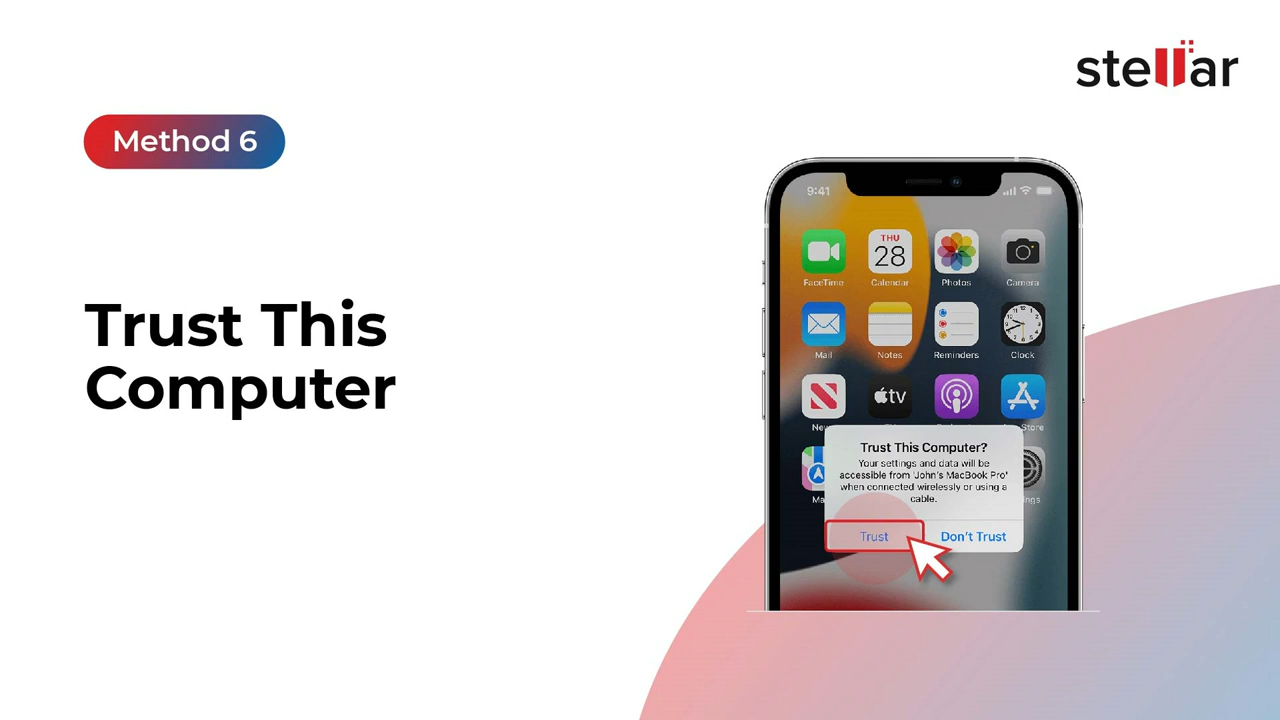 stellar
Method 6
Trust This
Computer
9:41
THU
28
FaceTime
Calendar
Photos
Camera
Mail
Notes
Reminders
Clock
tv
App Store
Trust This Computer?
Your settings and data will be
accessible from 'John's MacBook Pro'
when connected wirelessly or using a
cable.
Trust
Don't Trust